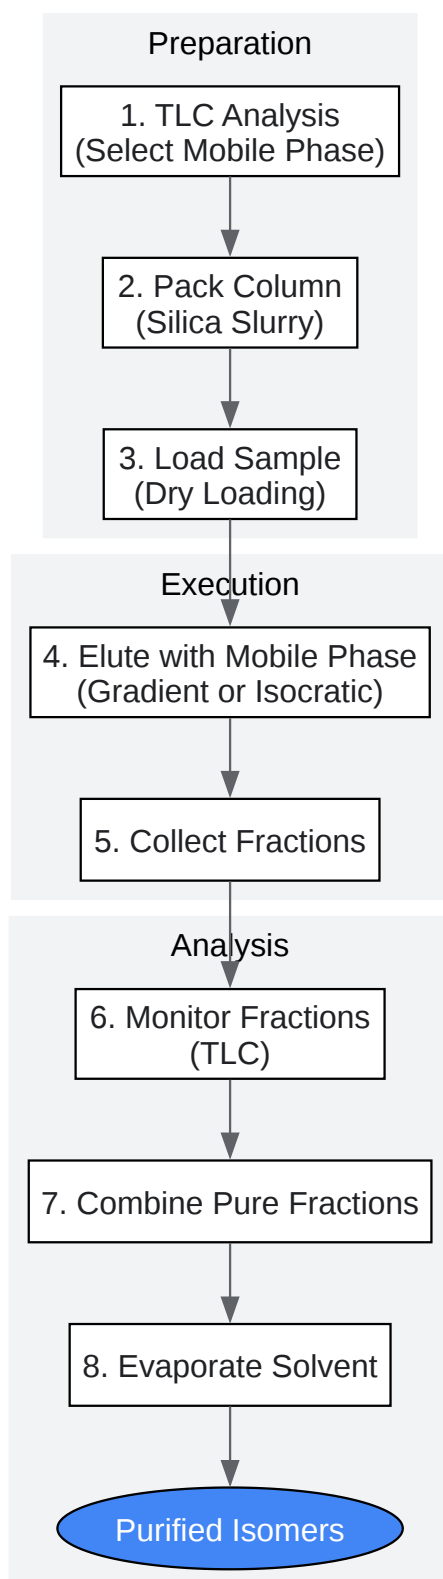 Preparation
1. TLC Analysis
(Select Mobile Phase)
2. Pack Column
(Silica Slurry)
3. Load Sample
(Dry Loading)
Execution
4. Elute with Mobile Phase
(Gradient or Isocratic)
5. Collect Fractions
Analysis
6. Monitor Fractions
(TLC)
7. Combine Pure Fractions
8. Evaporate Solvent
Purified Isomers